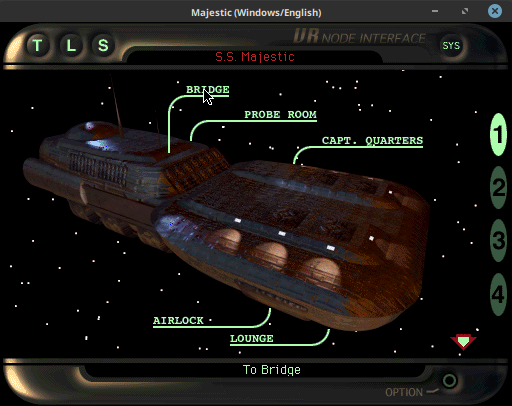 Majestic (Windows/English)
T L S
VR NODE INTERFACE
SYS
S.S. Majestic
BRIDGE
PROBE ROOM
CAPT. QUARTERS
1
2
3
4
AIRLOCK
LOUNGE
To Bridge
OPTION